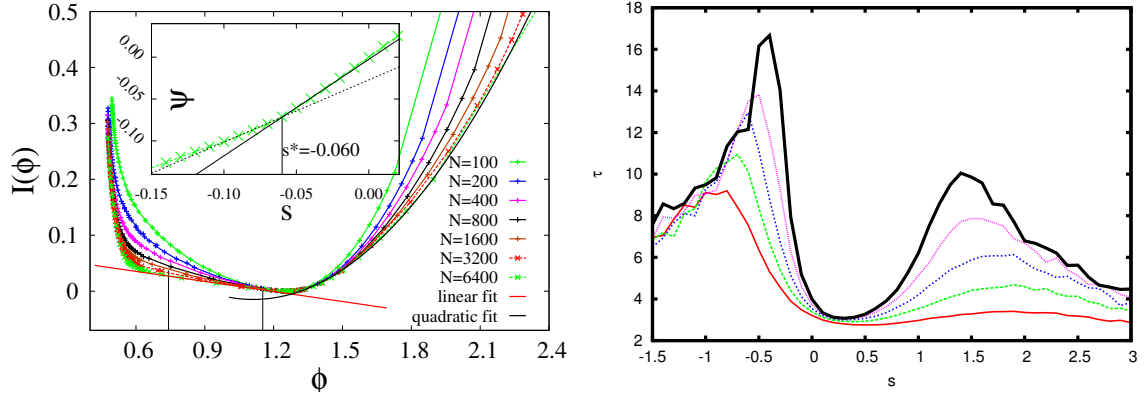 0.5
0.4
0.3
0.2
0.1
0
I(ϕ)
0.6 0.9 1.2 1.5 1.8 2.1 2.4
ϕ
0.00
-0.05
-0.10
ψ
-0.15 -0.10 -0.05 0.00
s
s*=-0.060
N=100
N=200
N=400
N=800
N=1600
N=3200
N=6400
linear fit
quadratic fit
18
16
14
12
10
8
6
4
2
τ
-1.5 -1 -0.5 0 0.5 1 1.5 2 2.5 3
s